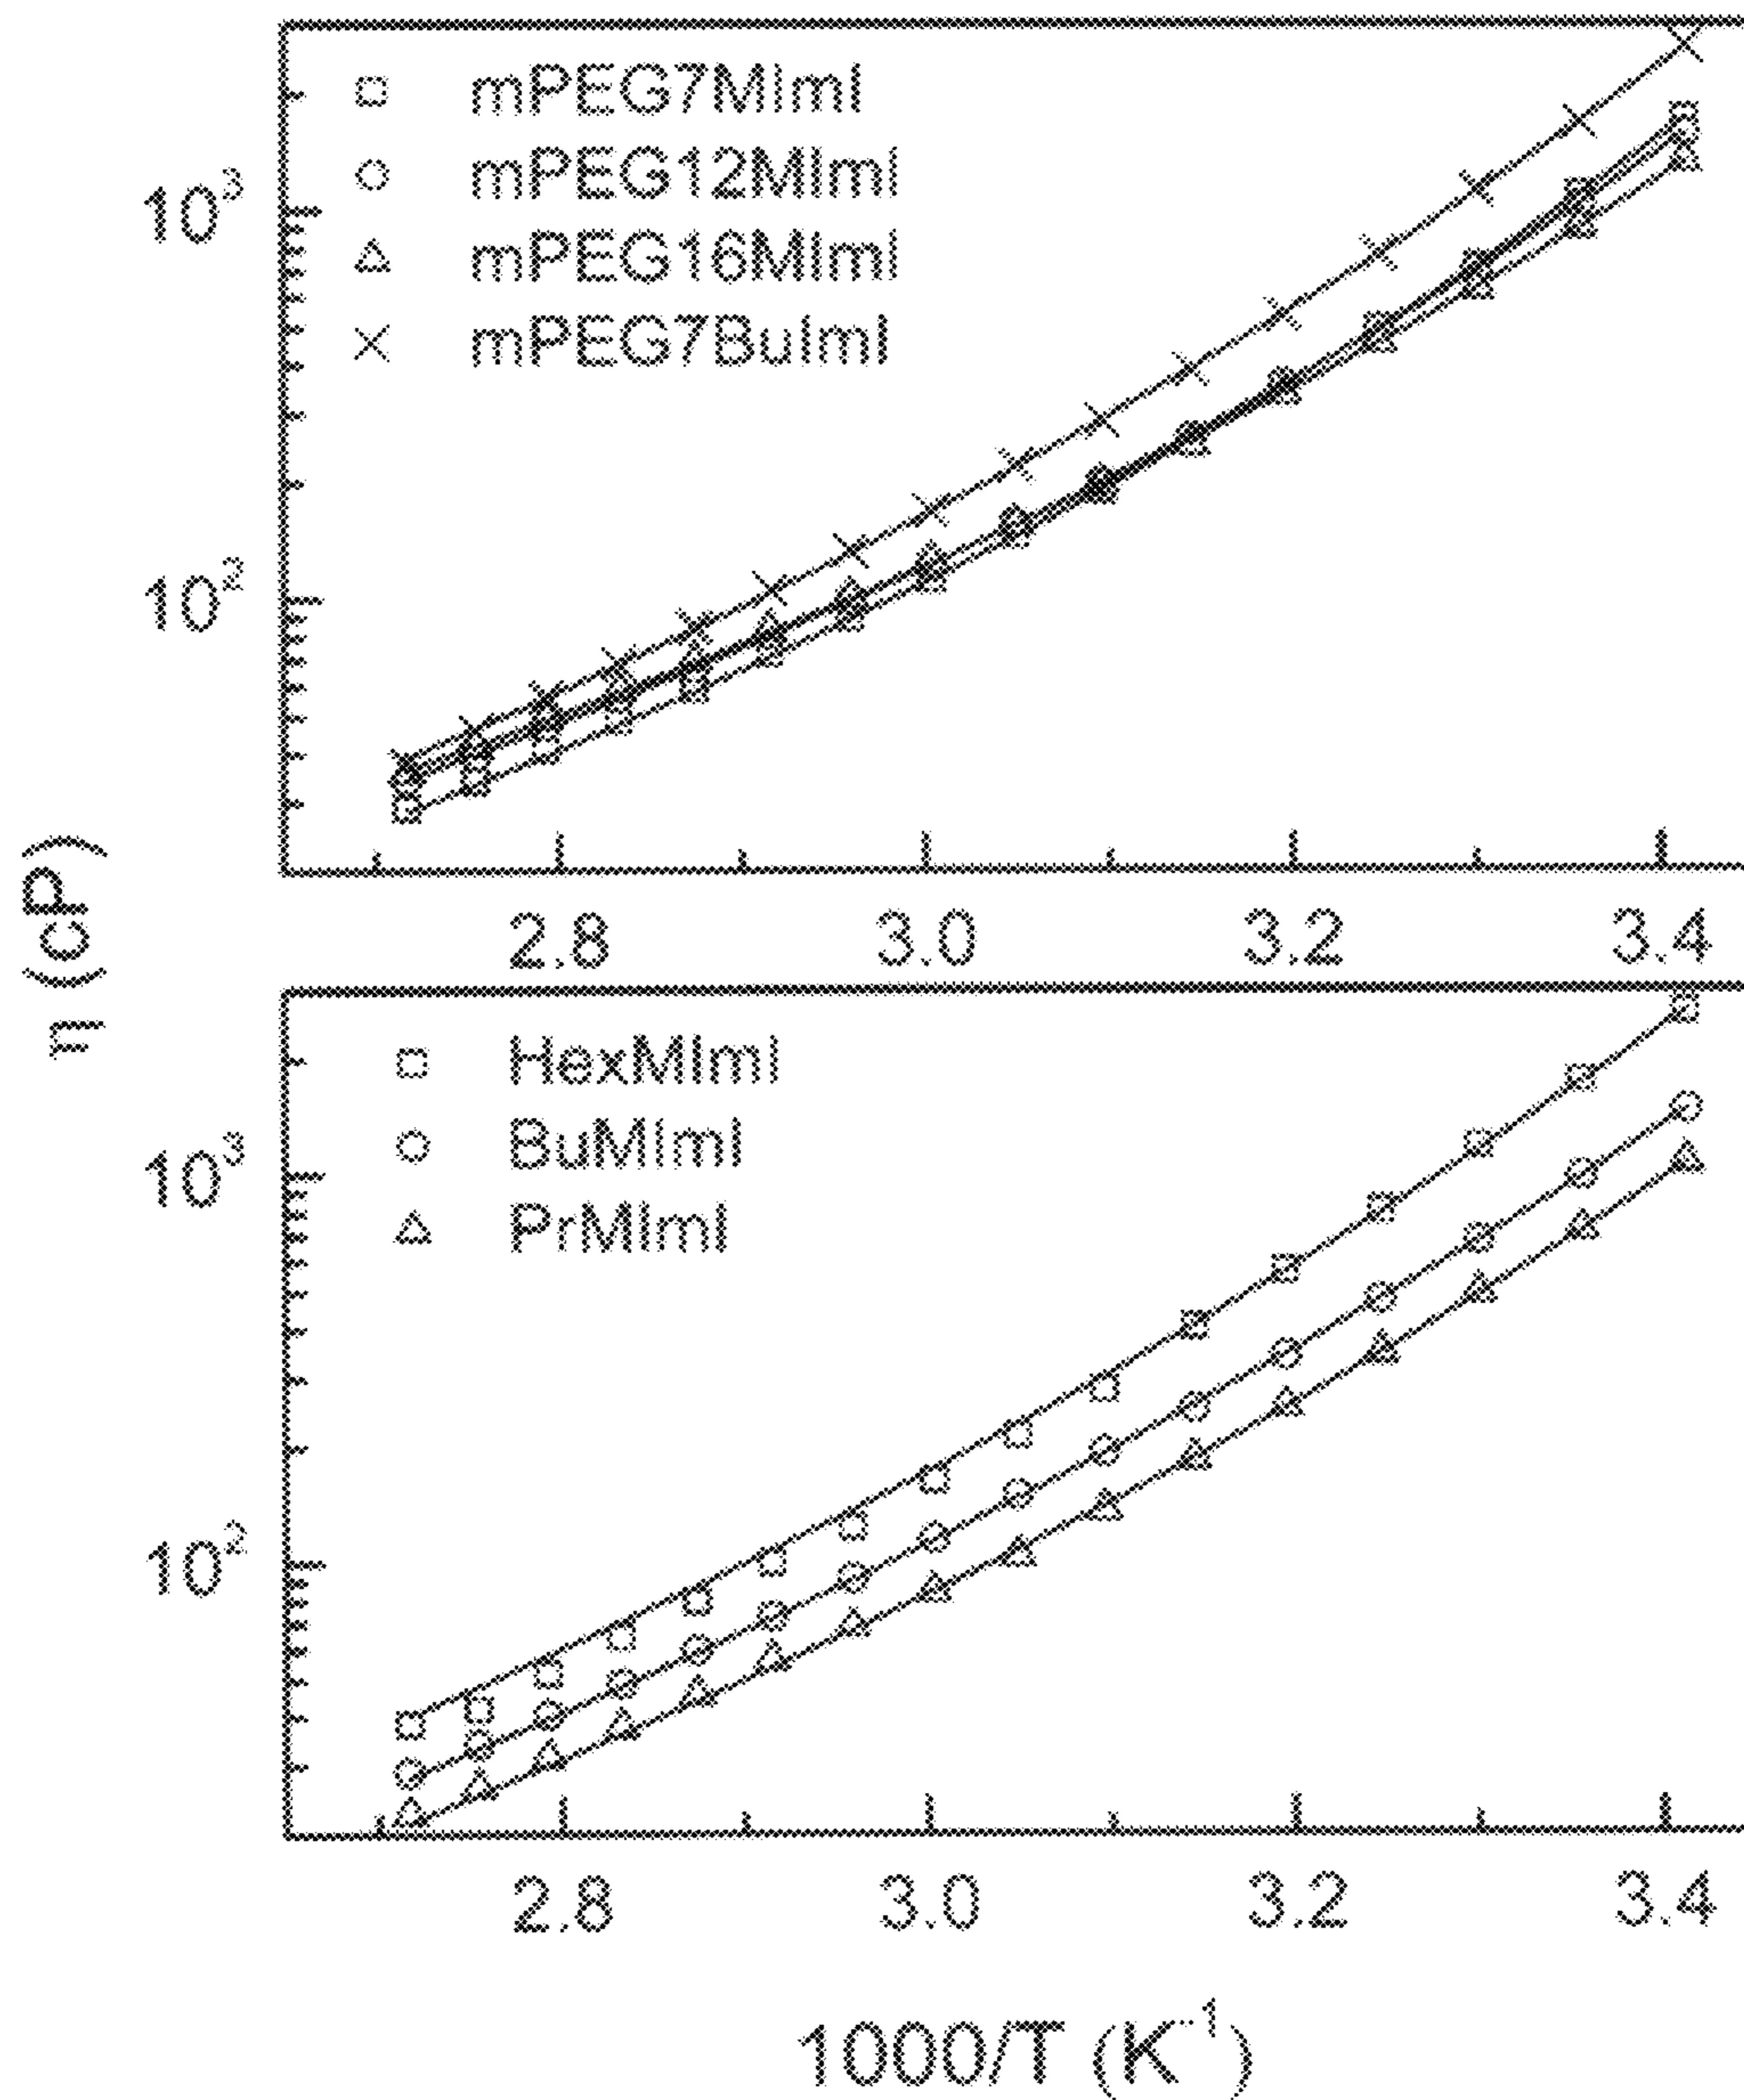 mPEG7MImI
mPEG12MImI
mPEG16MImI
mPEG7BuImI
10³
10²
2.8 3.0 3.2 3.4
η (cP)
HexMImI
BuMImI
PrMImI
10³
10²
2.8 3.0 3.2 3.4
1000/T (K⁻¹)